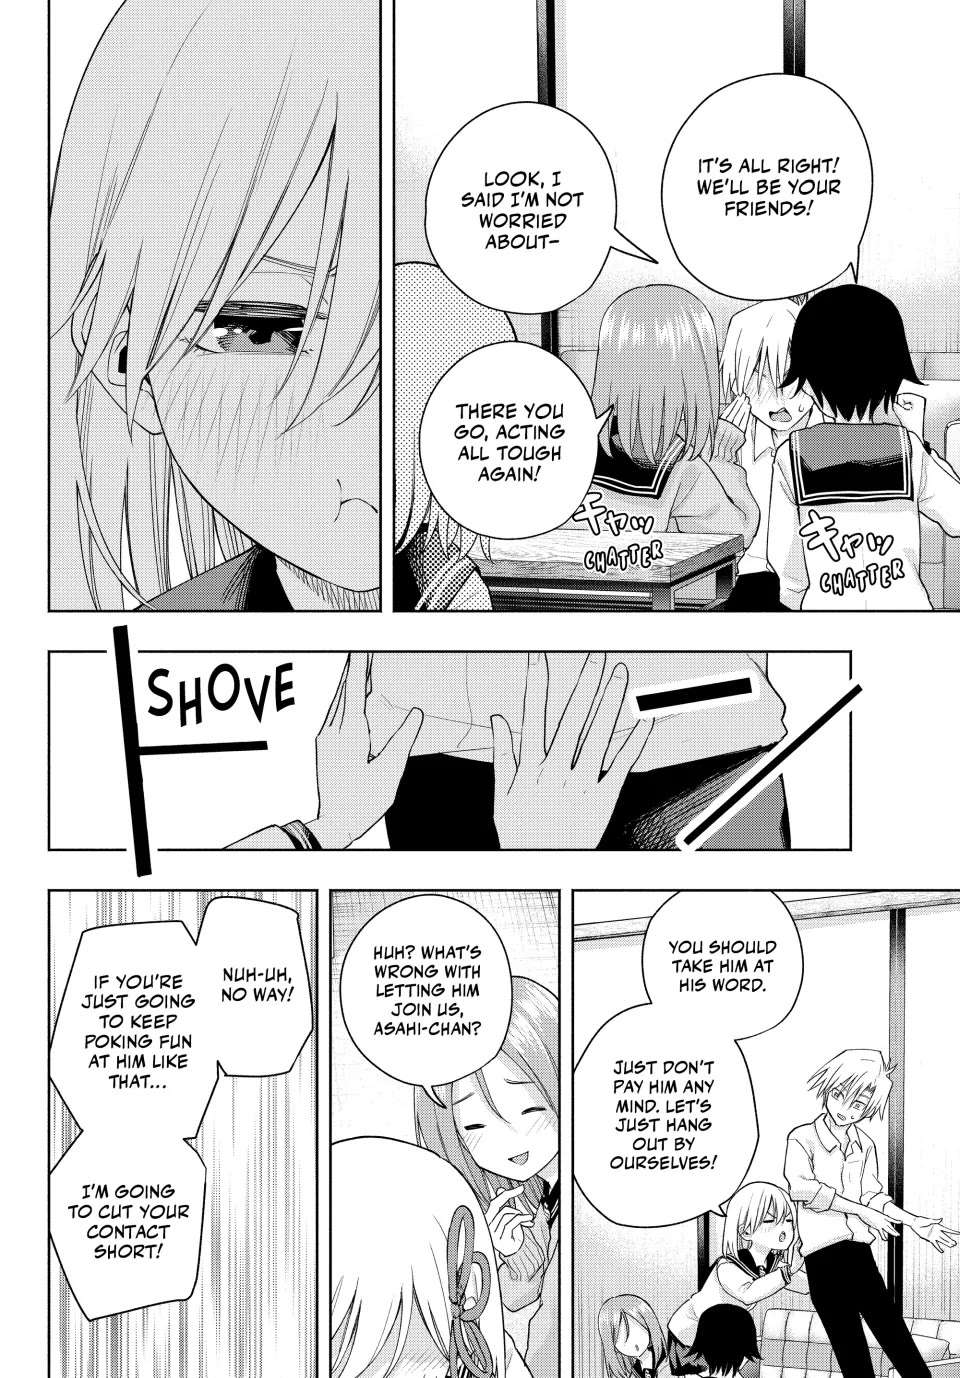 IT'S ALL RIGHT!
WE'LL BE YOUR
FRIENDS!
LOOK, I
SAID I'M NOT
WORRIED
ABOUT-
THERE YOU
GO, ACTING
ALL TOUGH
AGAIN!
キャッ
CHATTER
キャッ
CHATTER
SHOVE
YOU SHOULD
TAKE HIM AT
HIS WORD.
JUST DON'T
PAY HIM ANY
MIND. LET'S
JUST HANG
OUT BY
OURSELVES!
HUH? WHAT'S
WRONG WITH
LETTING HIM
JOIN US,
ASAHI-CHAN?
NUH-UH,
NO WAY!
IF YOU'RE
JUST GOING
TO KEEP
POKING FUN
AT HIM LIKE
THAT...
I'M GOING
TO CUT YOUR
CONTACT
SHORT!